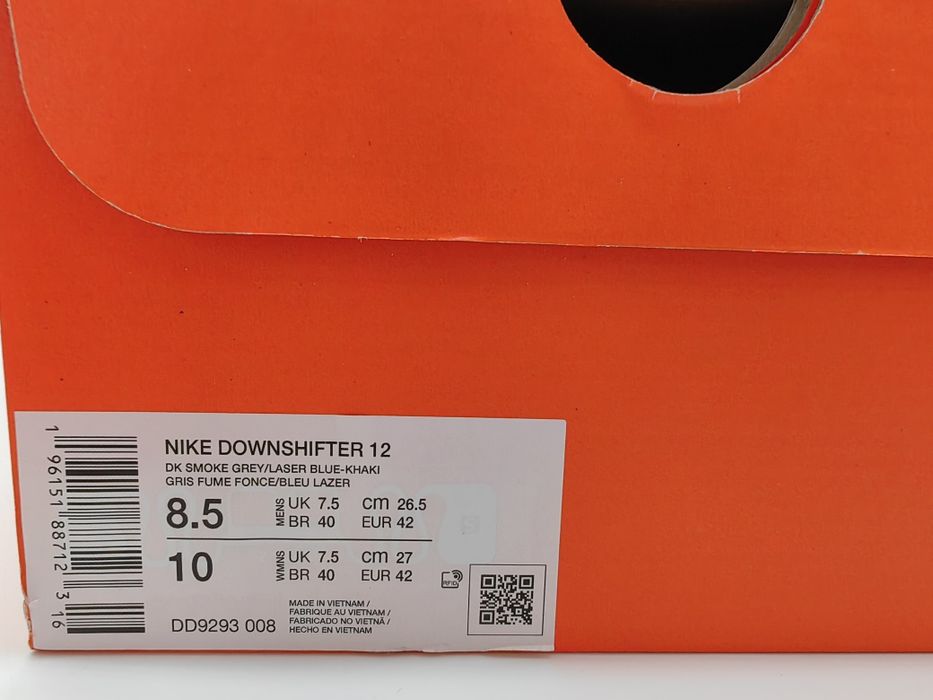 1 96151 88712 3 16
NIKE DOWNSHIFTER 12
DK SMOKE GREY/LASER BLUE-KHAKI
GRIS FUME FONCE/BLEU LAZER
8.5 MENS UK 7.5 cm 26.5
BR 40 EUR 42
10 WMNS UK 7.5 cm 27
BR 40 EUR 42
RFID
DD9293 008
MADE IN VIETNAM /
FABRIQUE AU VIETNAM /
FABRICADO NO VIETNÃ /
HECHO EN VIETNAM